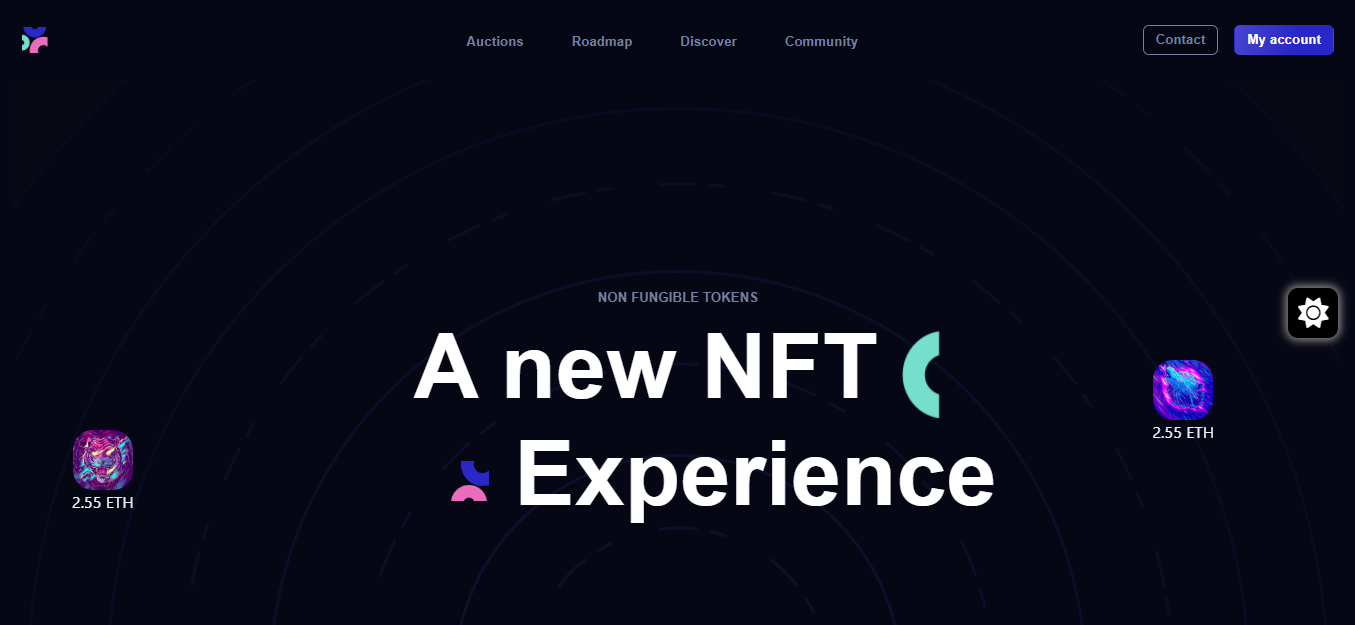 Auctions Roadmap Discover Community Contact My account
NON FUNGIBLE TOKENS
A new NFT
Experience
2.55 ETH
2.55 ETH